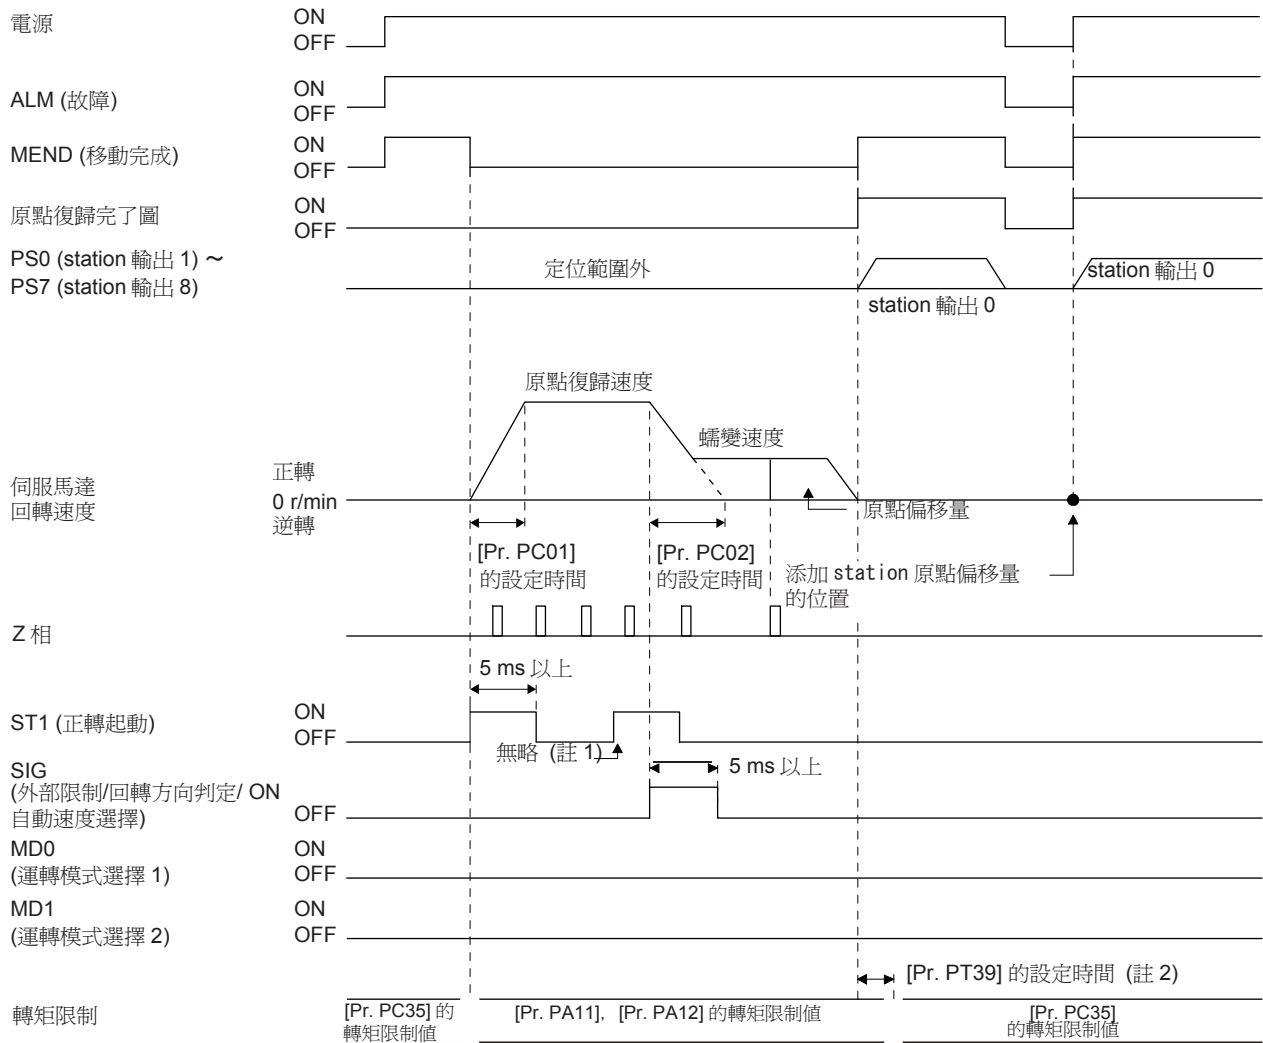 電源
ON
OFF
ALM (故障)
ON
OFF
MEND (移動完成)
ON
OFF
原點復歸完了圖
ON
OFF
PS0 (station 輸出 1) ～
PS7 (station 輸出 8)
定位範圍外
station 輸出 0
station 輸出 0
原點復歸速度
蠕變速度
伺服馬達
回轉速度
正轉
0 r/min
逆轉
原點偏移量
[Pr. PC01]
的設定時間
[Pr. PC02]
的設定時間
添加 station 原點偏移量
的位置
Z 相
5 ms 以上
ST1 (正轉起動)
ON
OFF
無略 (註 1)
SIG
(外部限制/回轉方向判定/ ON
自動速度選擇)
OFF
5 ms 以上
MD0
(運轉模式選擇 1)
ON
OFF
MD1
(運轉模式選擇 2)
ON
OFF
[Pr. PT39] 的設定時間 (註 2)
轉矩限制
[Pr. PC35] 的
轉矩限制值
[Pr. PA11], [Pr. PA12] 的轉矩限制值
[Pr. PC35]
的轉矩限制值